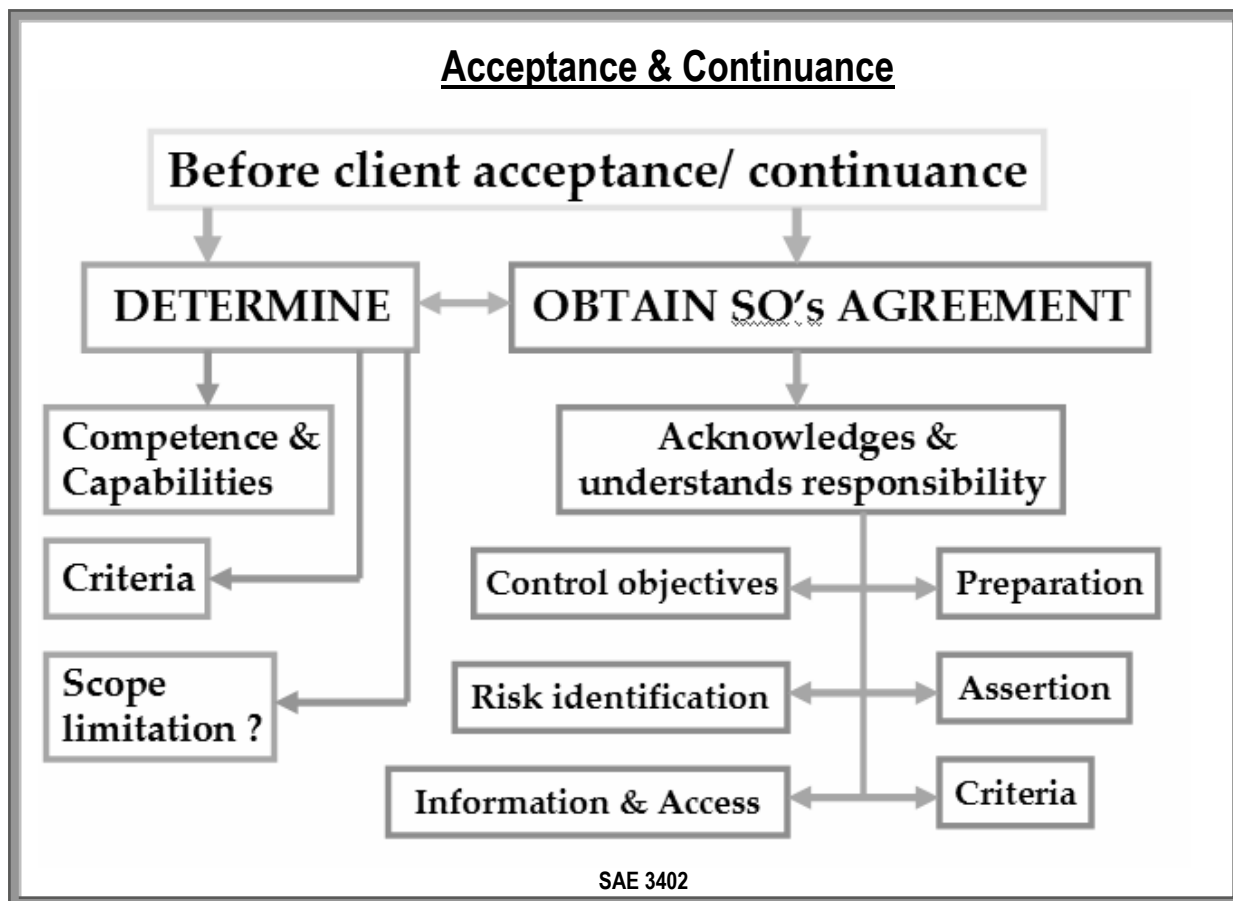 Acceptance & Continuance
Before client acceptance/ continuance
DETERMINE
OBTAIN SO's AGREEMENT
Competence &
Capabilities
Criteria
Scope
limitation ?
Acknowledges &
understands responsibility
Control objectives
Preparation
Risk identification
Assertion
Information & Access
Criteria
SAE 3402